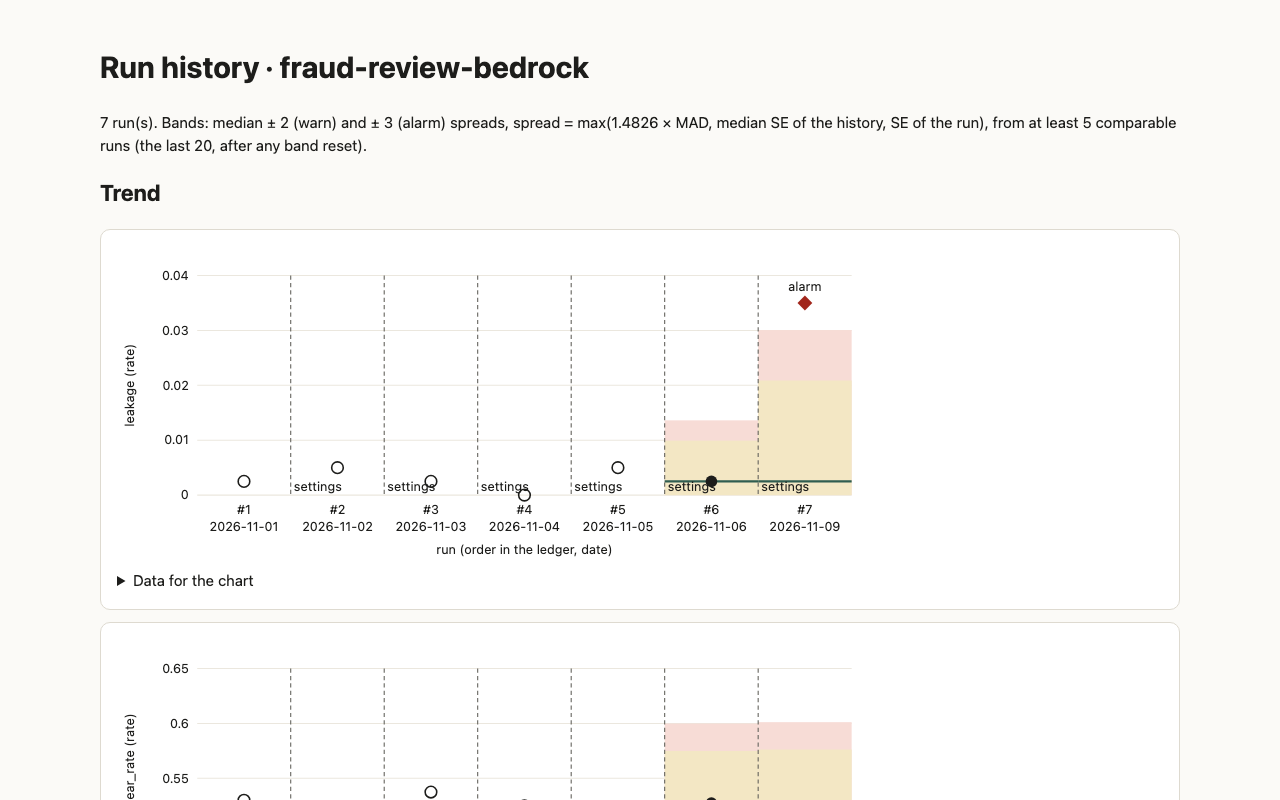 Run history · fraud-review-bedrock
7 run(s). Bands: median ± 2 (warn) and ± 3 (alarm) spreads, spread = max(1.4826 × MAD, median SE of the history, SE of the run), from at least 5 comparable
runs (the last 20, after any band reset).
Trend
0.04
alarm
0.03
leakage (rate)
0.02
0.01
settings settings settings settings settings settings
0
#1 #2 #3 #4 #5 #6 #7
2026-11-01 2026-11-02 2026-11-03 2026-11-04 2026-11-05 2026-11-06 2026-11-09
run (order in the ledger, date)
Data for the chart
0.65
0.6
(rate)
0.55